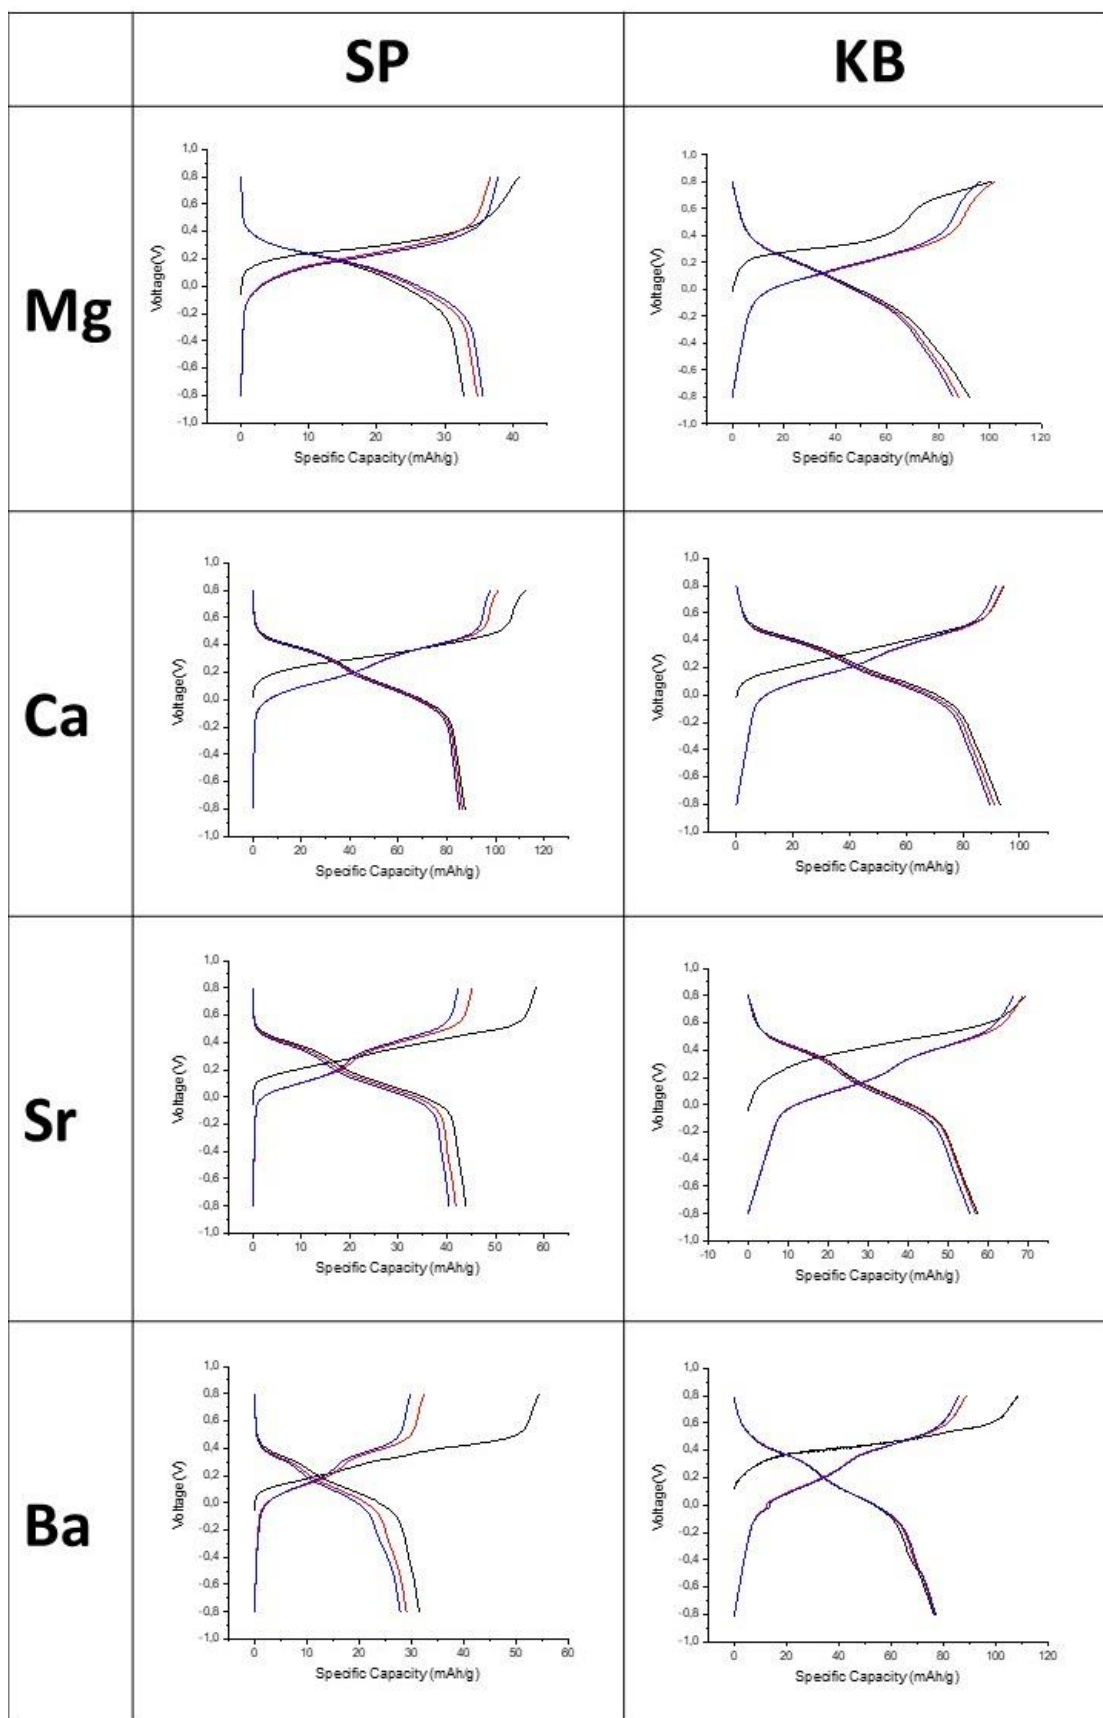 SP
KB
Mg
1,0
0,8
0,6
0,4
0,2
0,0
-0,2
-0,4
-0,6
-0,8
-1,0
Voltage(V)
0 10 20 30 40
Specific Capacity (mAh/g)
1,0
0,8
0,6
0,4
0,2
0,0
-0,2
-0,4
-0,6
-0,8
-1,0
Voltage(V)
0 20 40 60 80 100 120
Specific Capacity (mAh/g)
Ca
1,0
0,8
0,6
0,4
0,2
0,0
-0,2
-0,4
-0,6
-0,8
-1,0
Voltage(V)
0 20 40 60 80 100 120
Specific Capacity (mAh/g)
1,0
0,8
0,6
0,4
0,2
0,0
-0,2
-0,4
-0,6
-0,8
-1,0
Voltage(V)
0 20 40 60 80 100
Specific Capacity (mAh/g)
Sr
1,0
0,8
0,6
0,4
0,2
0,0
-0,2
-0,4
-0,6
-0,8
-1,0
Voltage(V)
0 10 20 30 40 50 60
Specific Capacity (mAh/g)
1,0
0,8
0,6
0,4
0,2
0,0
-0,2
-0,4
-0,6
-0,8
-1,0
Voltage(V)
-10 0 10 20 30 40 50 60 70
Specific Capacity (mAh/g)
Ba
1,0
0,8
0,6
0,4
0,2
0,0
-0,2
-0,4
-0,6
-0,8
-1,0
Voltage(V)
0 10 20 30 40 50 60
Specific Capacity (mAh/g)
1,0
0,8
0,6
0,4
0,2
0,0
-0,2
-0,4
-0,6
-0,8
-1,0
Voltage(V)
0 20 40 60 80 100 120
Specific Capacity (mAh/g)